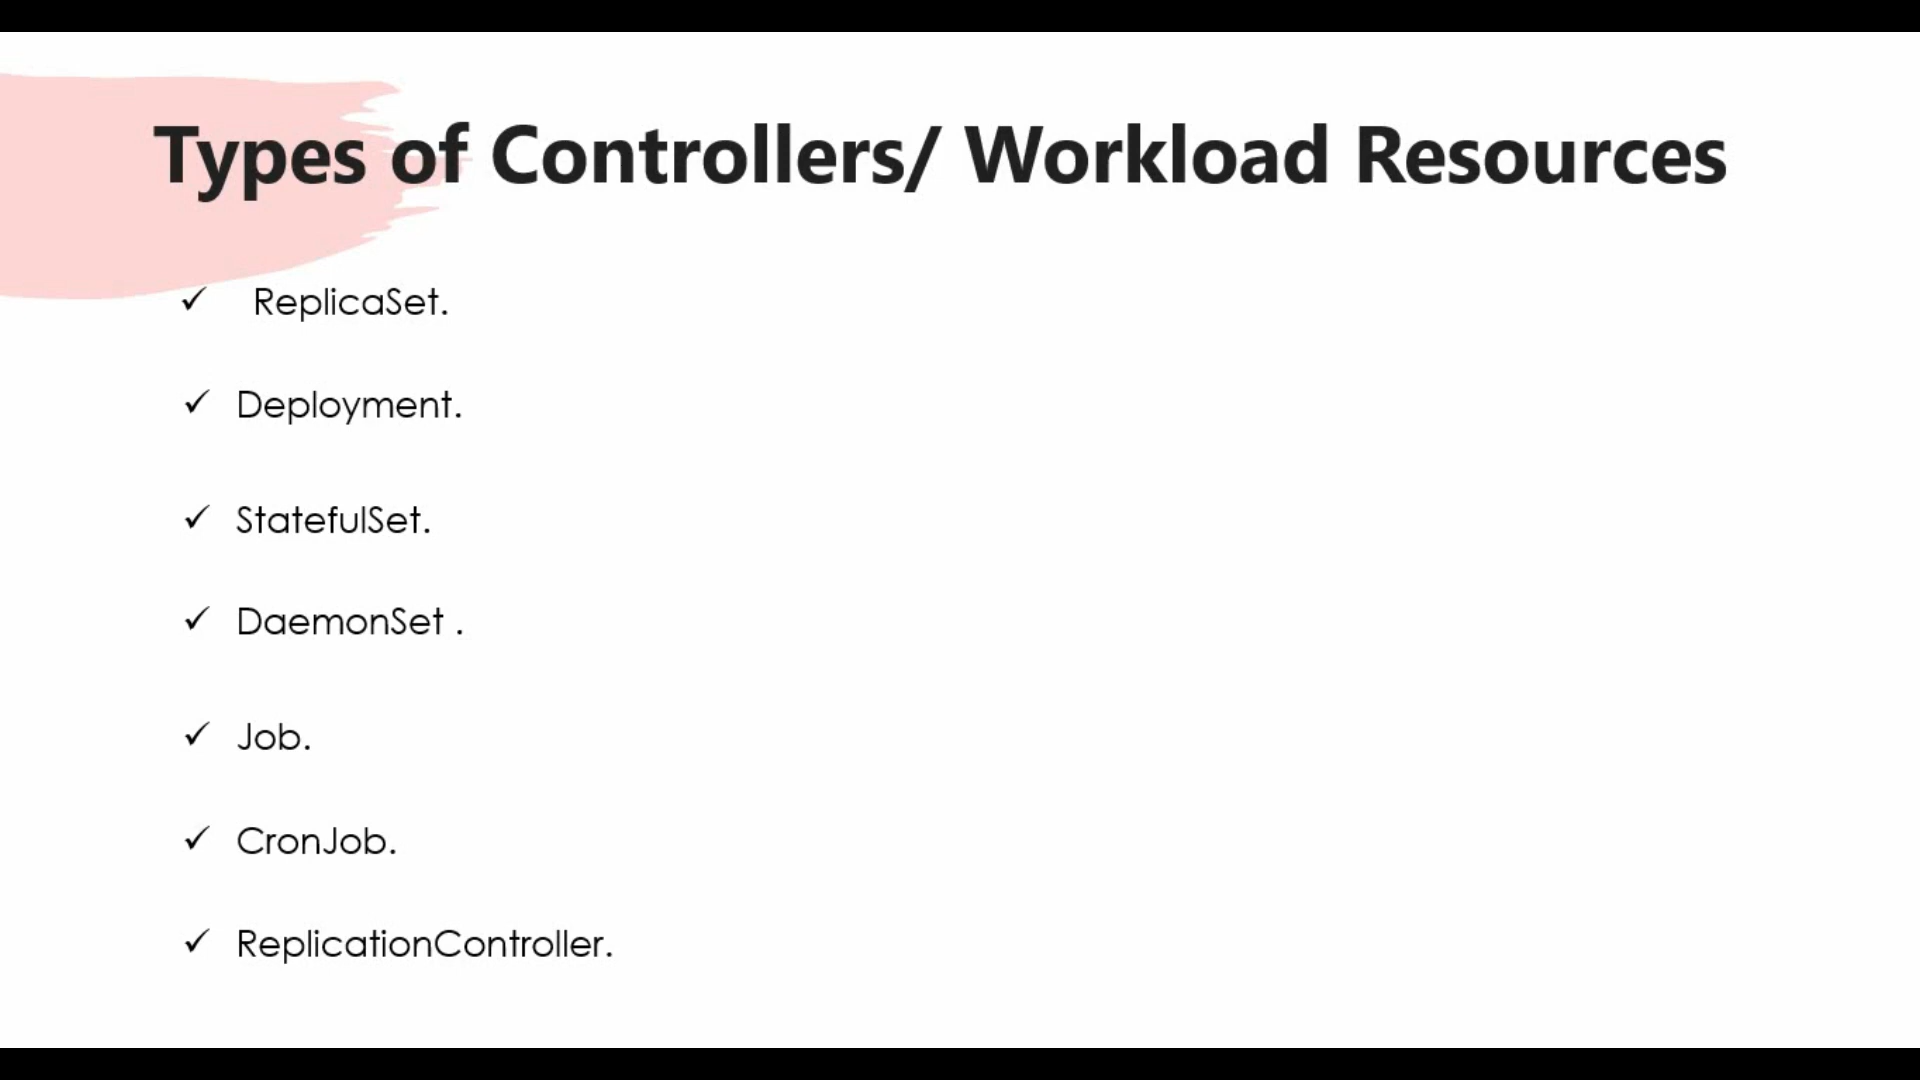 Types of Controllers/ Workload Resources
✓ ReplicaSet.
✓ Deployment.
✓ StatefulSet.
✓ DaemonSet .
✓ Job.
✓ CronJob.
✓ ReplicationController.